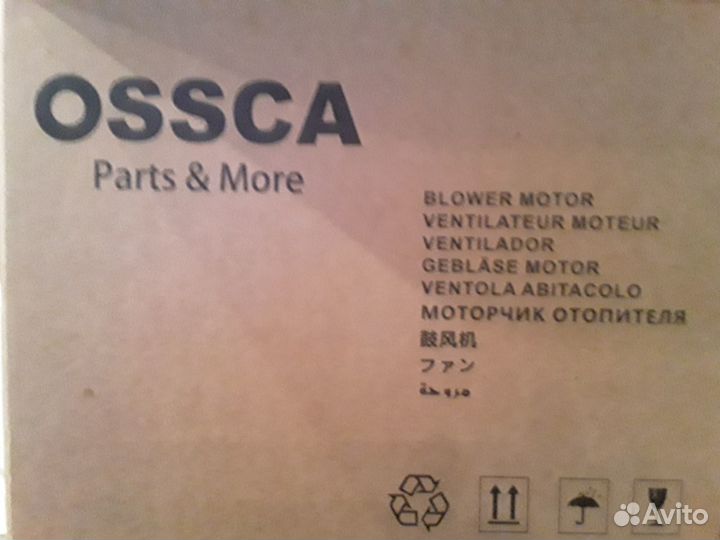 OSSCA
Parts & More
BLOWER MOTOR
VENTILATEUR MOTEUR
VENTILADOR
GEBLÄSE MOTOR
VENTOLA ABITACOLO
МОТОРЧИК ОТОПИТЕЛЯ
鼓风机
ファン
مروحة
Avito